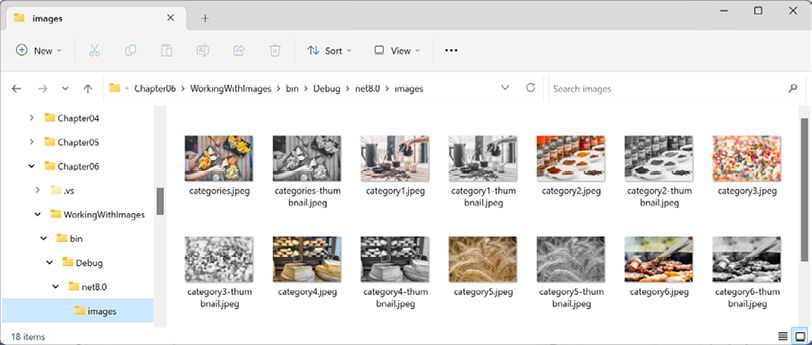 images
New
Sort
View
Chapter06 > WorkingWithImages > bin > Debug > net8.0 > images
Search images
Chapter04
Chapter05
Chapter06
.vs
WorkingWithImages
bin
Debug
net8.0
images
categories.jpeg
categories-thum
bnail.jpeg
category1.jpeg
category1-thum
bnail.jpeg
category2.jpeg
category2-thum
bnail.jpeg
category3.jpeg
category3-thum
bnail.jpeg
category4.jpeg
category4-thum
bnail.jpeg
category5.jpeg
category5-thum
bnail.jpeg
category6.jpeg
category6-thum
bnail.jpeg
18 items